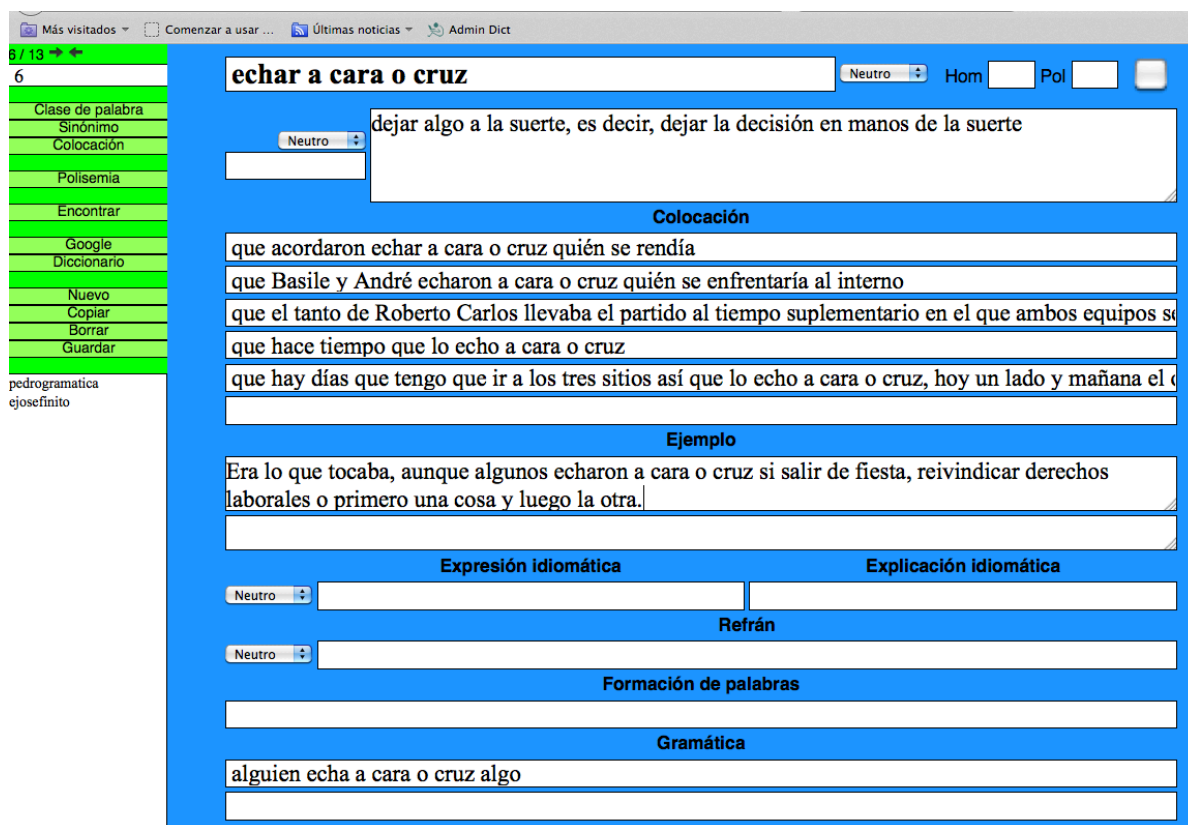 Más visitados Comenzar a usar ... Últimas noticias Admin Dict
6 / 13
6
echar a cara o cruz Neutro Hom Pol
Clase de palabra
Sinónimo
Colocación
Polisemia
Encontrar
Google
Diccionario
Nuevo
Copiar
Borrar
Guardar
pedrogramatica
ejosefinito
Neutro
dejar algo a la suerte, es decir, dejar la decisión en manos de la suerte
Colocación
que acordaron echar a cara o cruz quién se rendía
que Basile y André echaron a cara o cruz quién se enfrentaría al interno
que el tanto de Roberto Carlos llevaba el partido al tiempo suplementario en el que ambos equipos
que hace tiempo que lo echo a cara o cruz
que hay días que tengo que ir a los tres sitios así que lo echo a cara o cruz, hoy un lado y mañana el
Ejemplo
Era lo que tocaba, aunque algunos echaron a cara o cruz si salir de fiesta, reivindicar derechos
laborales o primero una cosa y luego la otra.
Expresión idiomática Explicación idiomática
Neutro
Refrán
Neutro
Formación de palabras
Gramática
alguien echa a cara o cruz algo